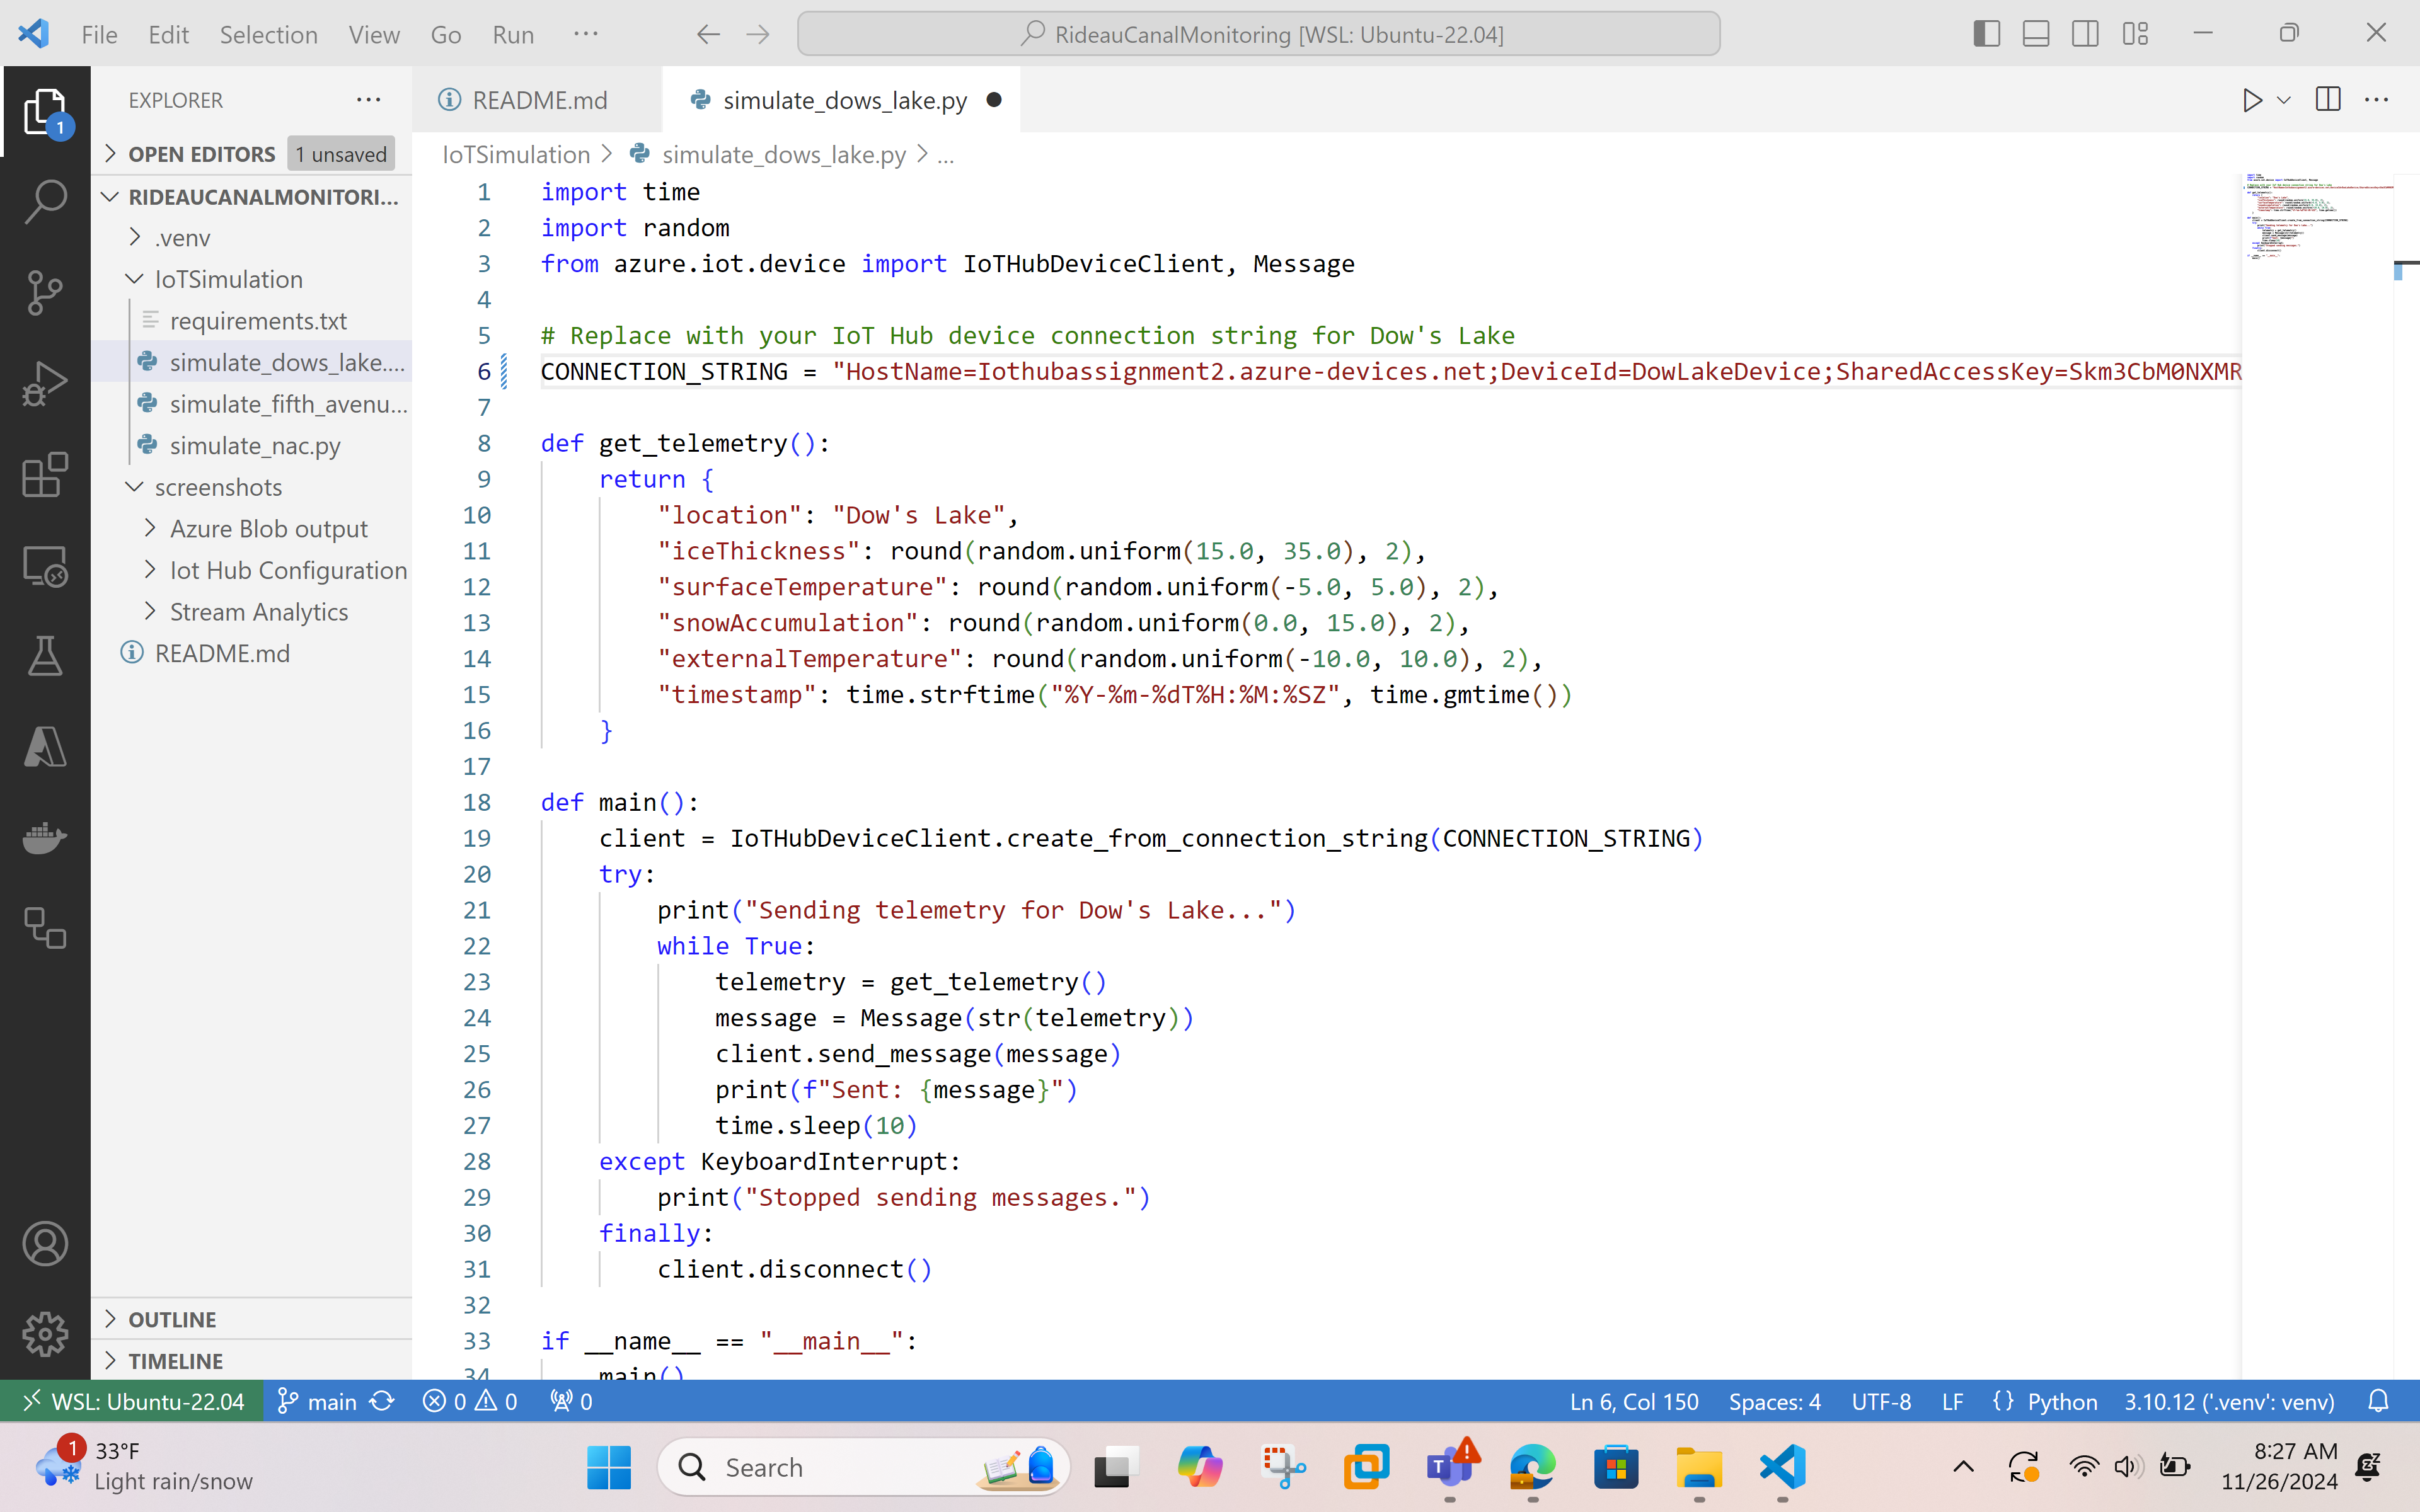 File Edit Selection View Go Run ··· RideauCanalMonitoring [WSL: Ubuntu-22.04]
EXPLORER ···
README.md simulate_dows_lake.py
1
OPEN EDITORS 1 unsaved
IoTSimulation > simulate_dows_lake.py > ...
RIDEAUCANALMONITORI...
.venv
IoTSimulation
requirements.txt
simulate_dows_lake....
simulate_fifth_avenu...
simulate_nac.py
screenshots
Azure Blob output
Iot Hub Configuration
Stream Analytics
README.md
OUTLINE
TIMELINE
1 import time
2 import random
3 from azure.iot.device import IoTHubDeviceClient, Message
4
5 # Replace with your IoT Hub device connection string for Dow's Lake
6 CONNECTION_STRING = "HostName=Iothubassignment2.azure-devices.net;DeviceId=DowLakeDevice;SharedAccessKey=Skm3CbM0NXMR
7
8 def get_telemetry():
9 return {
10 "location": "Dow's Lake",
11 "iceThickness": round(random.uniform(15.0, 35.0), 2),
12 "surfaceTemperature": round(random.uniform(-5.0, 5.0), 2),
13 "snowAccumulation": round(random.uniform(0.0, 15.0), 2),
14 "externalTemperature": round(random.uniform(-10.0, 10.0), 2),
15 "timestamp": time.strftime("%Y-%m-%dT%H:%M:%SZ", time.gmtime())
16 }
17
18 def main():
19 client = IoTHubDeviceClient.create_from_connection_string(CONNECTION_STRING)
20 try:
21 print("Sending telemetry for Dow's Lake...")
22 while True:
23 telemetry = get_telemetry()
24 message = Message(str(telemetry))
25 client.send_message(message)
26 print(f"Sent: {message}")
27 time.sleep(10)
28 except KeyboardInterrupt:
29 print("Stopped sending messages.")
30 finally:
31 client.disconnect()
32
33 if __name__ == "__main__":
34 main()
WSL: Ubuntu-22.04 main 0 0 0 Ln 6, Col 150 Spaces: 4 UTF-8 LF {} Python 3.10.12 ('.venv': venv)
1 33°F
Light rain/snow
Search
8:27 AM
11/26/2024